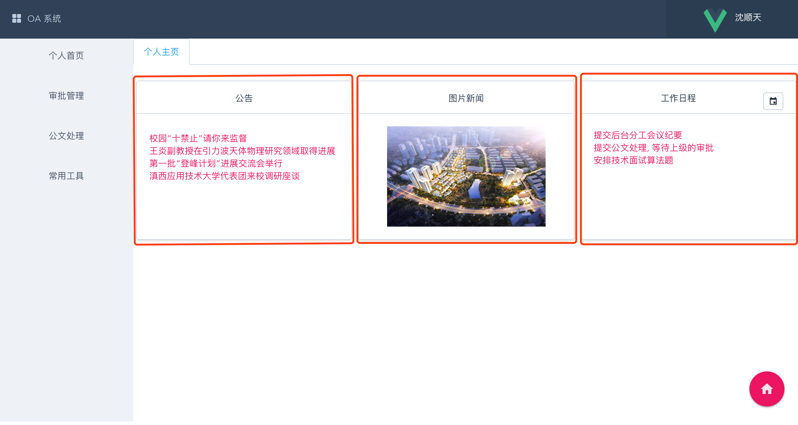 OA 系统
沈顺天
个人首页
审批管理
公文处理
常用工具
个人主页
公告
校园“十禁止”请你来监督
王炎副教授在引力波天体物理研究领域取得进展
第一批“登峰计划”进展交流会举行
滇西应用技术大学代表团来校调研座谈
图片新闻
工作日程
提交后台分工会议纪要
提交公文处理, 等待上级的审批
安排技术面试算法题